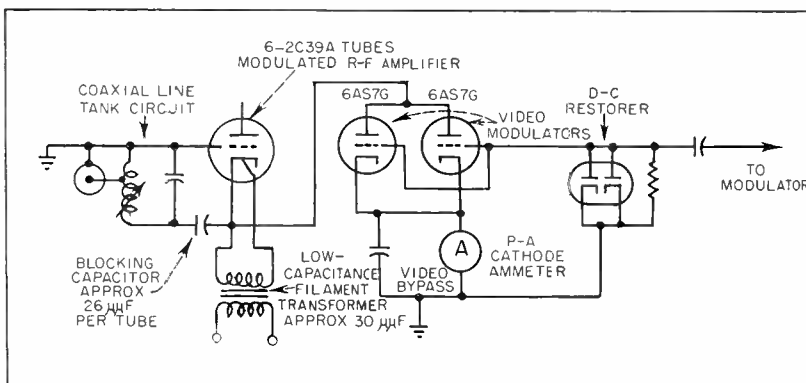 6-2C39A TUBES
MODULATED R-F AMPLIFIER
COAXIAL LINE
TANK CIRCUIT
6AS7G
6AS7G
VIDEO
MODULATORS
D-C
RESTORER
TO
MODULATOR
BLOCKING
CAPACITOR
APPROX
26 μμF
PER TUBE
LOW-
CAPACITANCE
FILAMENT
TRANSFORMER
APPROX 30 μμF
VIDEO
BYPASS
A
P-A
CATHODE
AMMETER